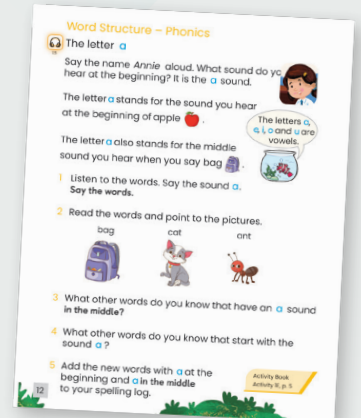 Word Structure – Phonics
The letter a
Say the name Annie aloud. What sound do yo
hear at the beginning? It is the a sound.
The letter a stands for the sound you hear
at the beginning of apple .
The letters a,
e, i, o and u are
vowels.
The letter a also stands for the middle
sound you hear when you say bag .
1 Listen to the words. Say the sound a.
Say the words.
2 Read the words and point to the pictures.
bag cat ant
3 What other words do you know that have an a sound
in the middle?
4 What other words do you know that start with the
sound a?
5 Add the new words with a at the
beginning and a in the middle
to your spelling log.
Activity Book
12